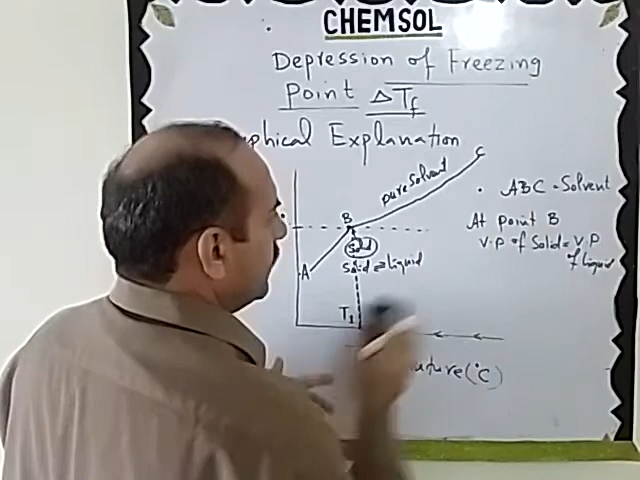 CHEMSOL
Depression of Freezing
Point ΔTf
phical Explanation
C
pure solvent
• ABC - Solvent
B
At point B
V.P of Solid = V.P
of liquid
Solid
A
Solid ⇌ Liquid
T1
ature (°C)